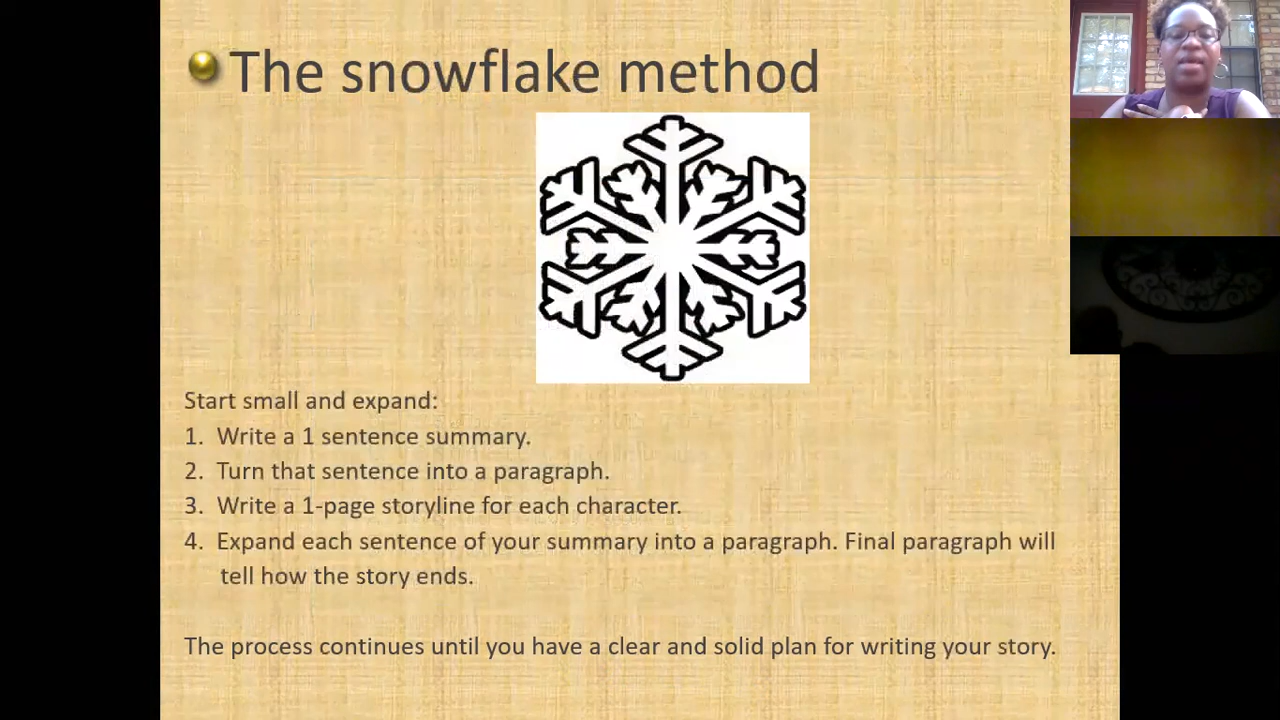 The snowflake method
Start small and expand:
1. Write a 1 sentence summary.
2. Turn that sentence into a paragraph.
3. Write a 1-page storyline for each character.
4. Expand each sentence of your summary into a paragraph. Final paragraph will
tell how the story ends.
The process continues until you have a clear and solid plan for writing your story.